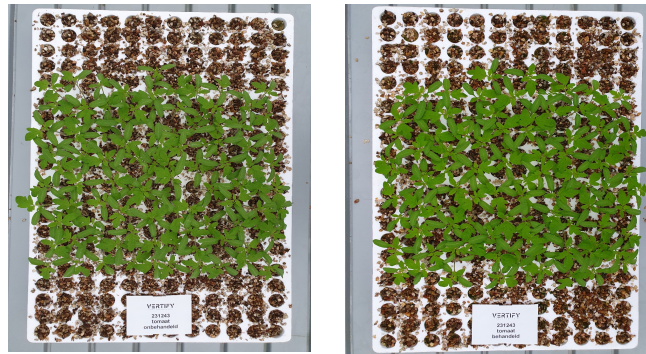 VERTIFY
231243
tomaat
onbehandeld
VERTIFY
231243
tomaat
behandeld